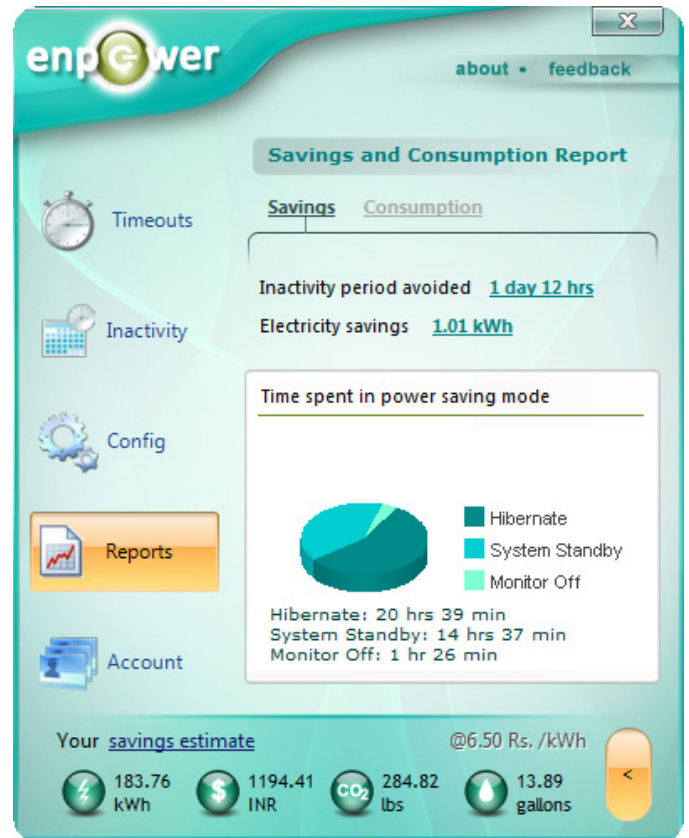 enpower
X
about • feedback
Savings and Consumption Report
Timeouts
Savings Consumption
Inactivity period avoided 1 day 12 hrs
Inactivity
Electricity savings 1.01 kWh
Time spent in power saving mode
Config
Hibernate
Reports
System Standby
Monitor Off
Hibernate: 20 hrs 39 min
System Standby: 14 hrs 37 min
Monitor Off: 1 hr 26 min
Account
Your savings estimate @6.50 Rs. /kWh
183.76 kWh
$ 1194.41 INR
CO2 284.82 lbs
13.89 gallons
<